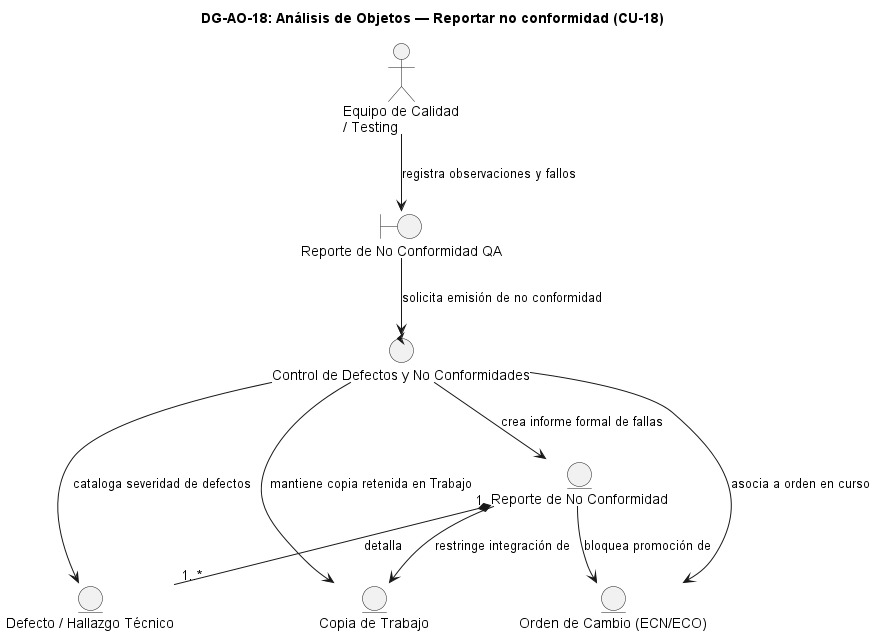 DG-AO-18: Análisis de Objetos — Reportar no conformidad (CU-18)
Equipo de Calidad
/ Testing
registra observaciones y fallos
Reporte de No Conformidad QA
solicita emisión de no conformidad
Control de Defectos y No Conformidades
crea informe formal de fallas
cataloga severidad de defectos
mantiene copia retenida en Trabajo
asocia a orden en curso
1
Reporte de No Conformidad
detalla
restringe integración de
bloquea promoción de
1..*
Defecto / Hallazgo Técnico
Copia de Trabajo
Orden de Cambio (ECN/ECO)